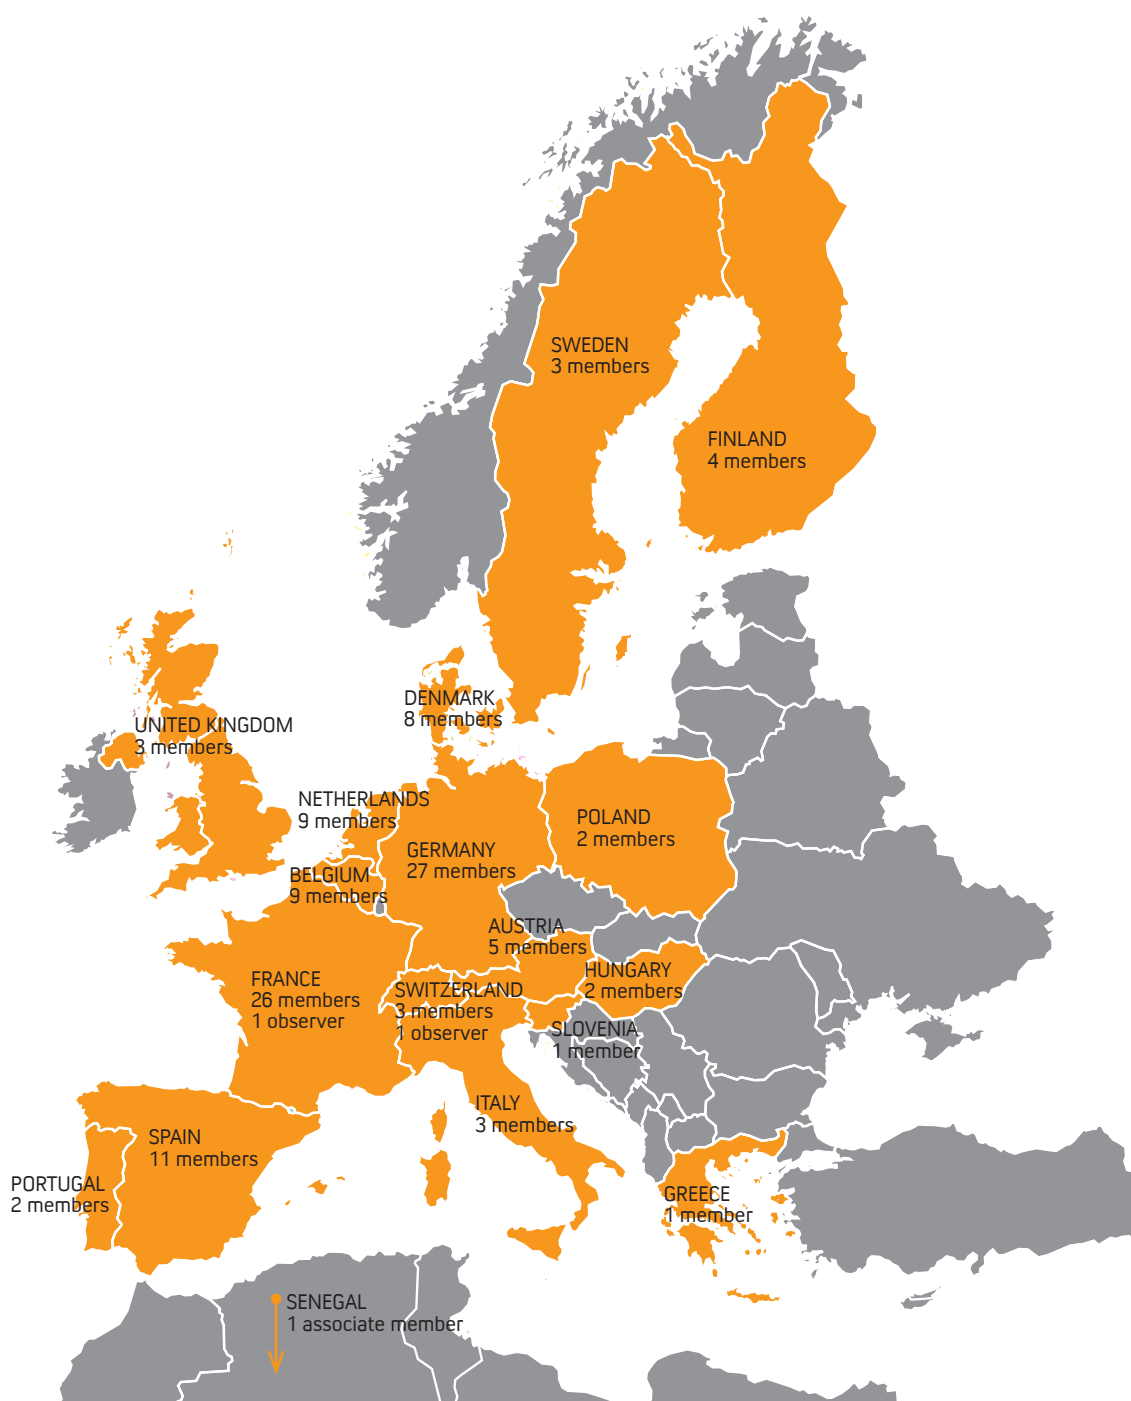 SWEDEN
3 members
FINLAND
4 members
DENMARK
8 members
UNITED KINGDOM
3 members
NETHERLANDS
9 members
POLAND
2 members
GERMANY
27 members
BELGIUM
9 members
AUSTRIA
5 members
HUNGARY
2 members
FRANCE
26 members
1 observer
SWITZERLAND
3 members
1 observer
SLOVENIA
1 member
ITALY
3 members
SPAIN
11 members
PORTUGAL
2 members
GREECE
1 member
SENEGAL
1 associate member